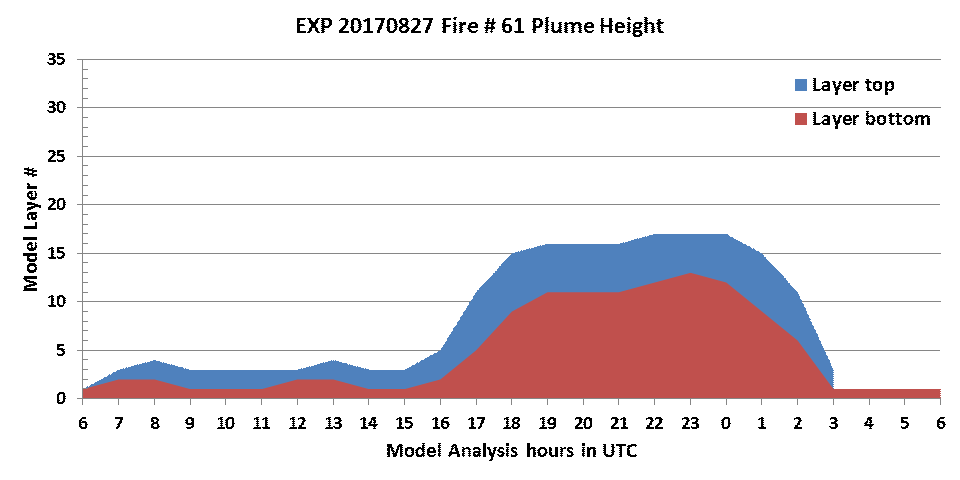 EXP 20170827 Fire # 61 Plume Height
35
30
25
20
15
10
5
0
Model Layer #
Layer top
Layer bottom
6 7 8 9 10 11 12 13 14 15 16 17 18 19 20 21 22 23 0 1 2 3 4 5 6
Model Analysis hours in UTC